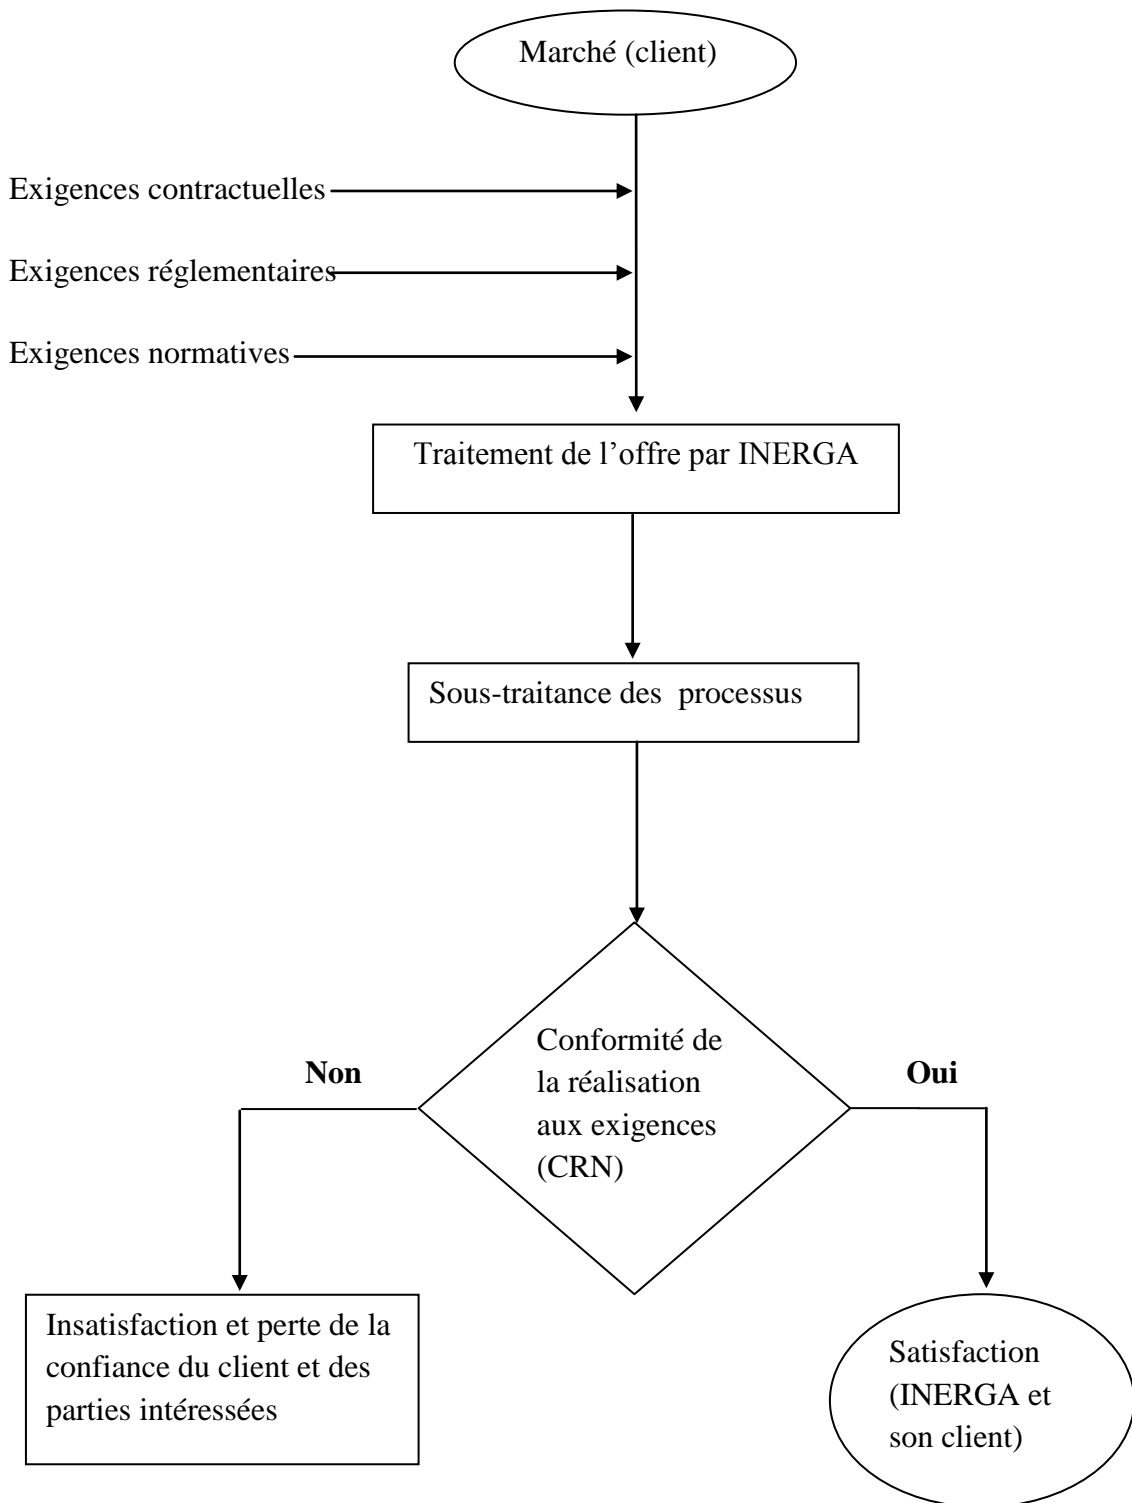 Marché (client)
Exigences contractuelles
Exigences réglementaires
Exigences normatives
Traitement de l’offre par INERGA
Sous-traitance des  processus
Conformité de
la réalisation
aux exigences
(CRN)
Non
Oui
Insatisfaction et perte de la
confiance du client et des
parties intéressées
Satisfaction
(INERGA et
son client)